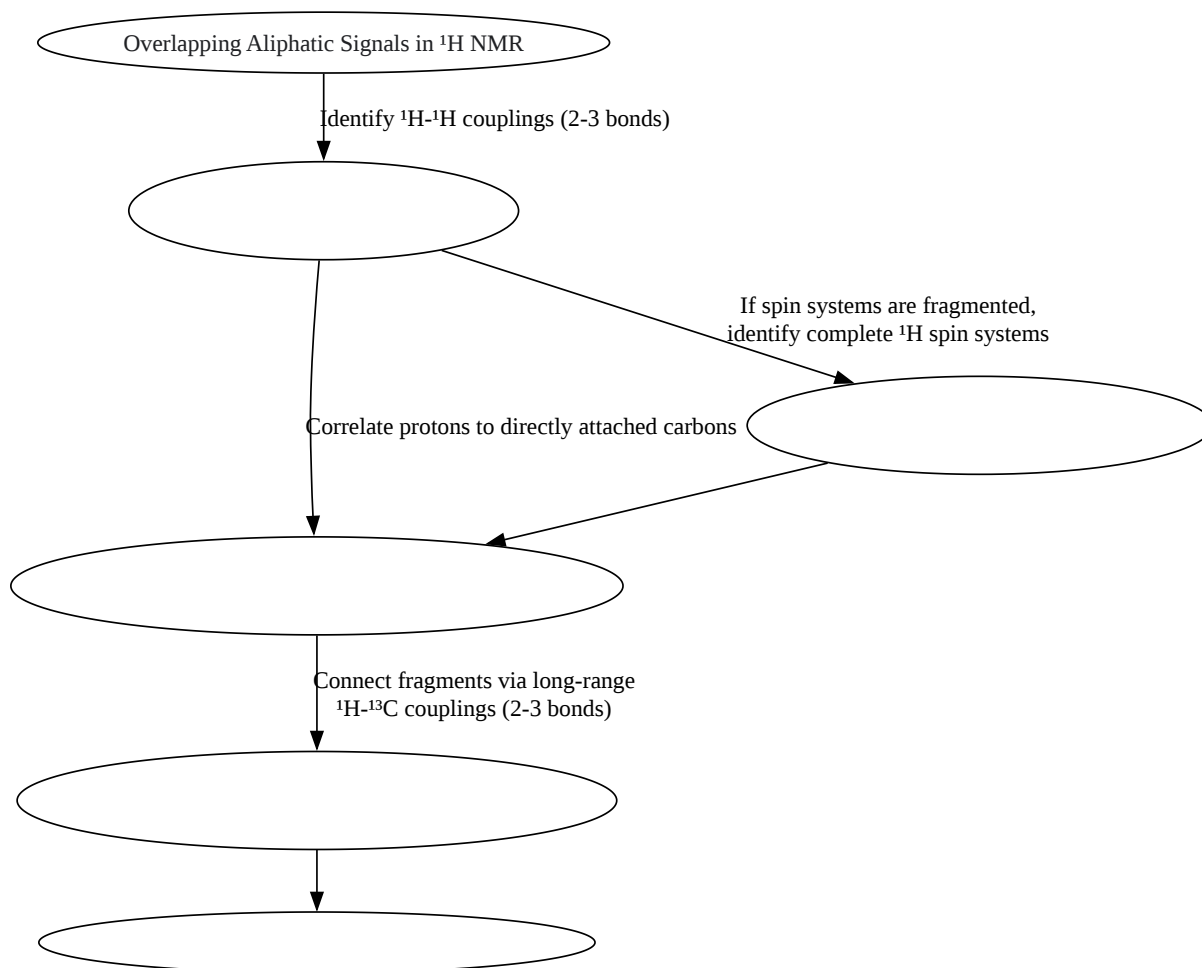 Overlapping Aliphatic Signals in ¹H NMR
Identify ¹H-¹H couplings (2-3 bonds)
If spin systems are fragmented,
identify complete ¹H spin systems
Correlate protons to directly attached carbons
Connect fragments via long-range
¹H-¹³C couplings (2-3 bonds)